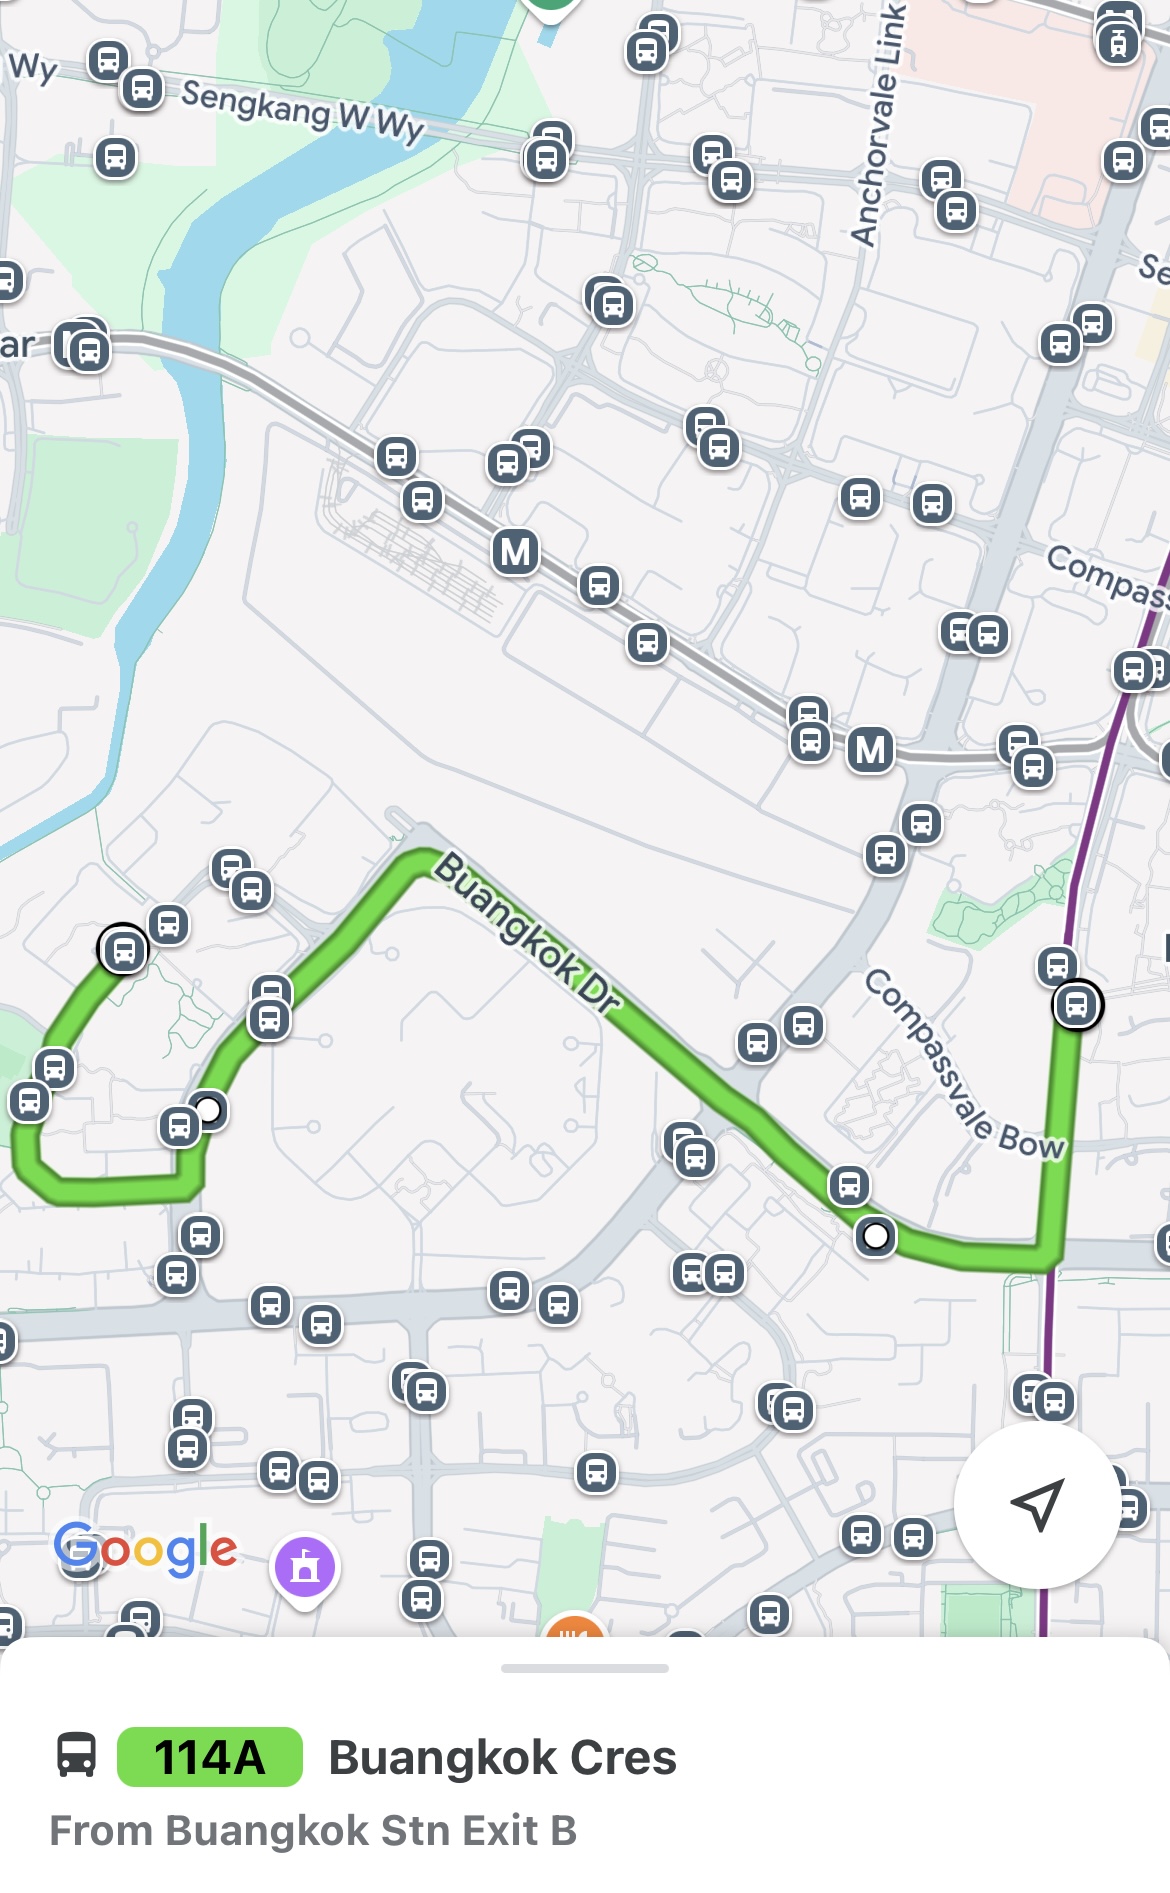 Wy
Sengkang W Wy
Anchorvale Link
ar
M
Compass
M
Buangkok Dr
Compassvale Bow
Google
114A Buangkok Cres
From Buangkok Stn Exit B